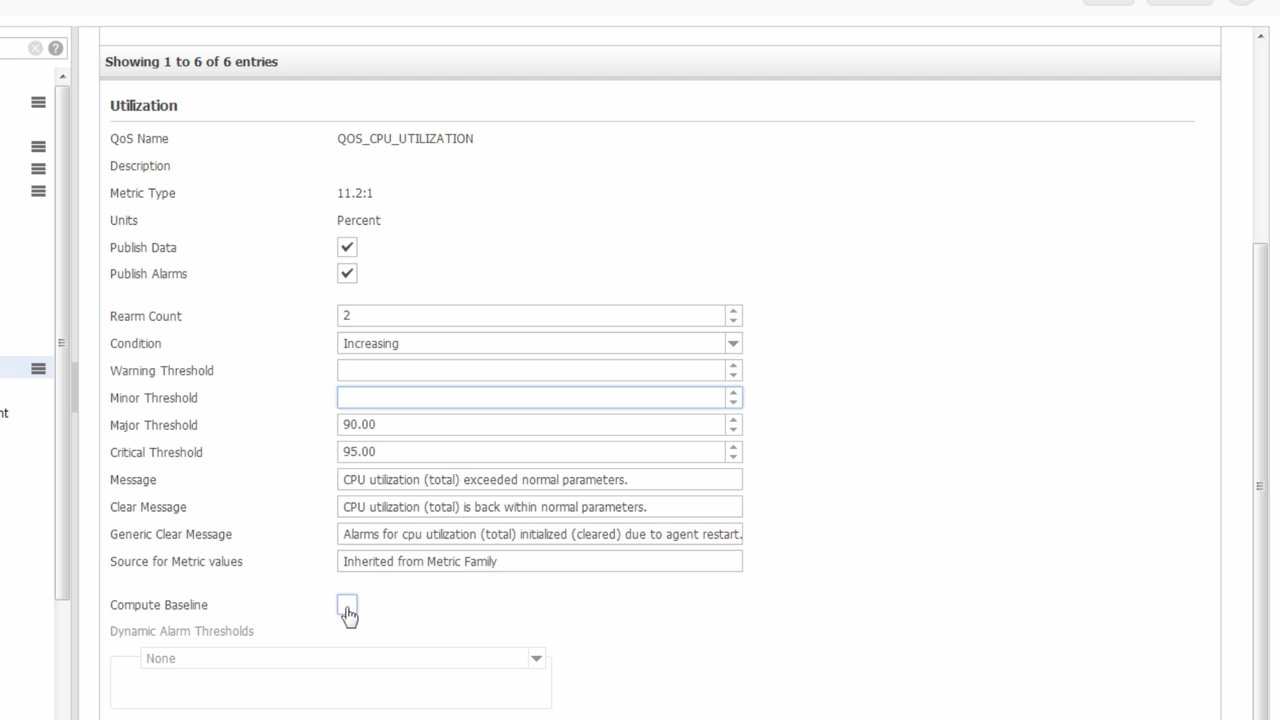 Showing 1 to 6 of 6 entries
Utilization
QoS Name QOS_CPU_UTILIZATION
Description
Metric Type 11.2:1
Units Percent
Publish Data
Publish Alarms
Rearm Count 2
Condition Increasing
Warning Threshold
Minor Threshold
Major Threshold 90.00
Critical Threshold 95.00
Message CPU utilization (total) exceeded normal parameters.
Clear Message CPU utilization (total) is back within normal parameters.
Generic Clear Message Alarms for cpu utilization (total) initialized (cleared) due to agent restart.
Source for Metric values Inherited from Metric Family
Compute Baseline
Dynamic Alarm Thresholds
None